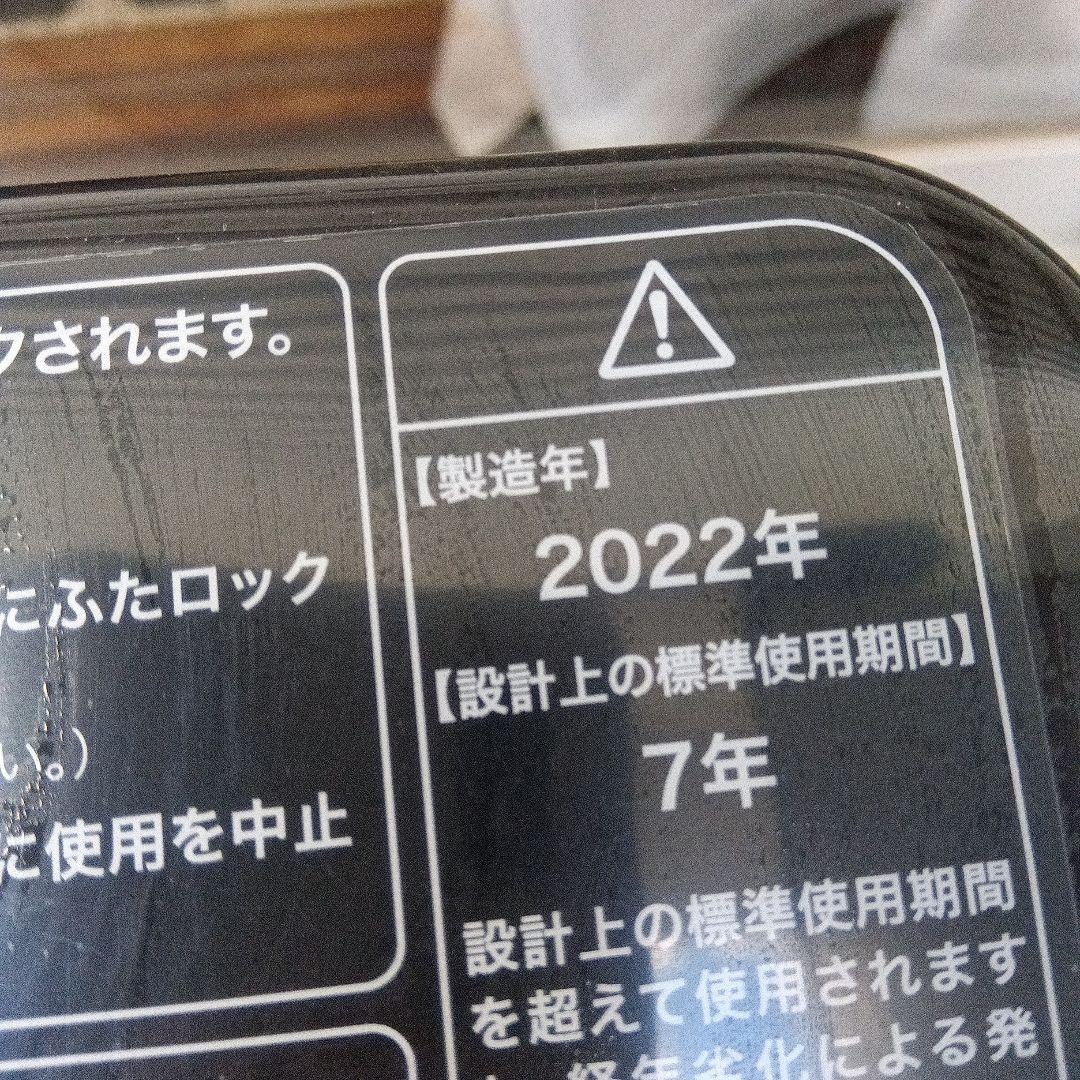 クされます。
にふたロック
い。）
に使用を中止
【製造年】
2022年
【設計上の標準使用期間】
7年
設計上の標準使用期間
を超えて使用されます
と、経年劣化による発